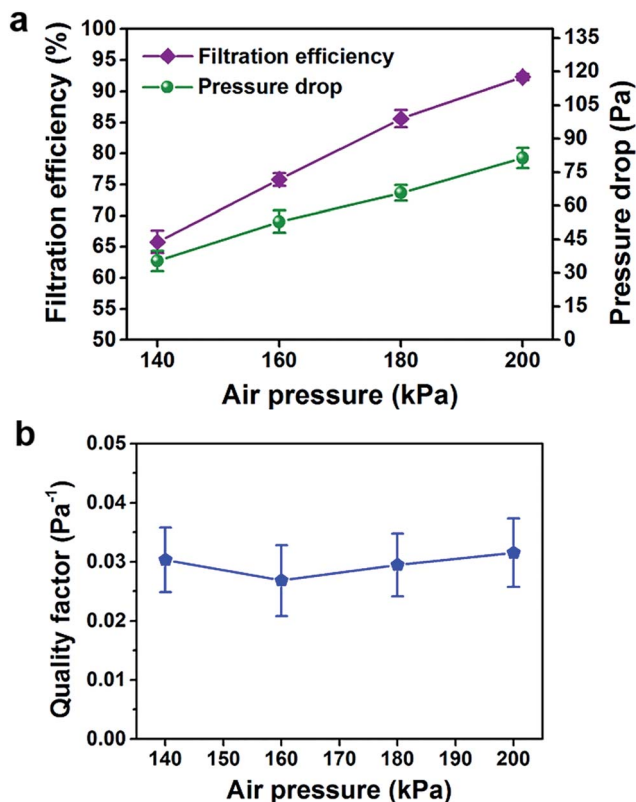 a
Filtration efficiency (%)
100
95
90
85
80
75
70
65
60
55
50
Filtration efficiency
Pressure drop
135
120
105
90
75
60
45
30
15
0
Pressure drop (Pa)
140 160 180 200
Air pressure (kPa)
b
Quality factor (Pa-1)
0.05
0.04
0.03
0.02
0.01
0.00
140 150 160 170 180 190 200
Air pressure (kPa)